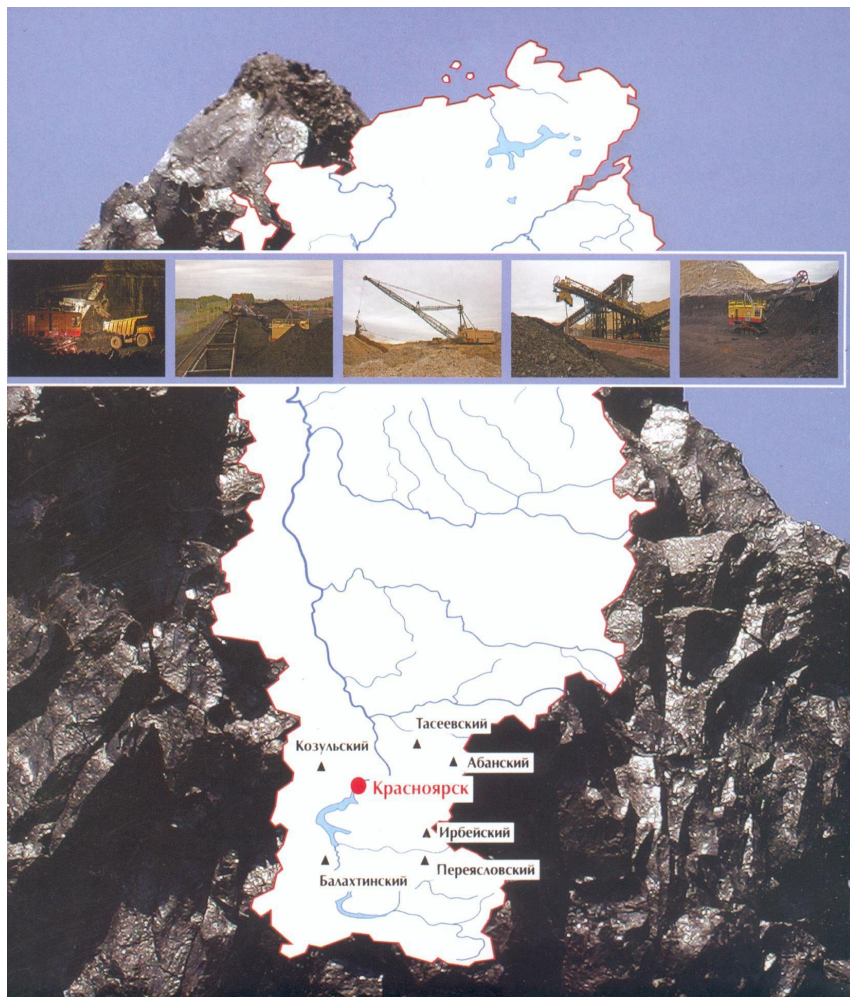 Тасеевский
Козульский
Абанский
Красноярск
Ирбейский
Переясловский
Балахтинский